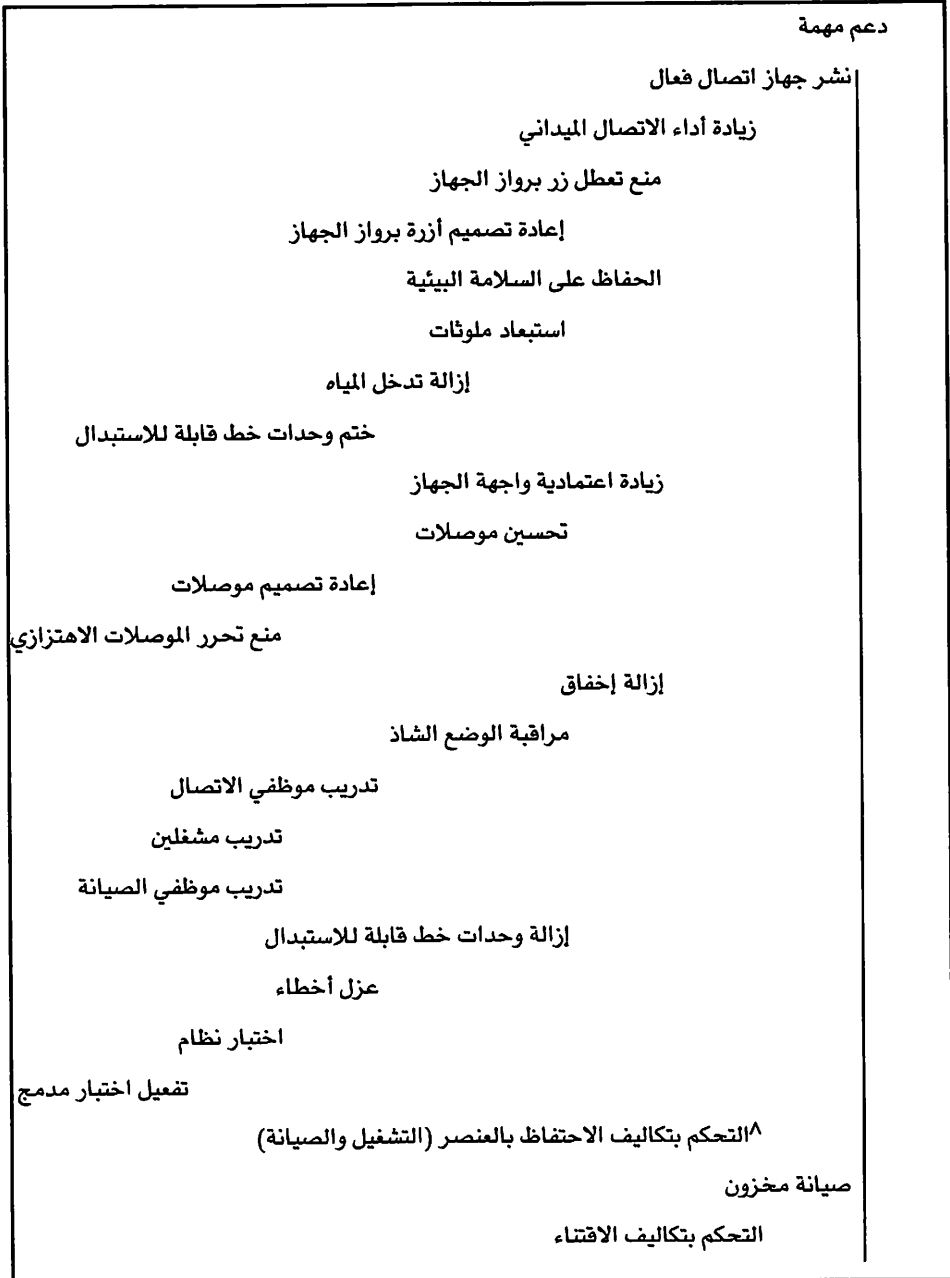 دعم مهمة
نشر جهاز اتصال فعال
زيادة أداء الاتصال الميداني
منع تعطل زر برواز الجهاز
إعادة تصميم أزرة برواز الجهاز
الحفاظ على السلامة البيئية
استبعاد ملوثات
إزالة تدخل المياه
ختم وحدات خط قابلة للاستبدال
زيادة اعتمادية واجهة الجهاز
تحسين موصلات
إعادة تصميم موصلات
منع تحرر الموصلات الاهتزازي
إزالة إخفاق
مراقبة الوضع الشاذ
تدريب موظفي الاتصال
تدريب مشغلين
تدريب موظفي الصيانة
إزالة وحدات خط قابلة للاستبدال
عزل أخطاء
اختبار نظام
تفعيل اختبار مدمج
^التحكم بتكاليف الاحتفاظ بالعنصر (التشغيل والصيانة)
صيانة مخزون
التحكم بتكاليف الاقتناء